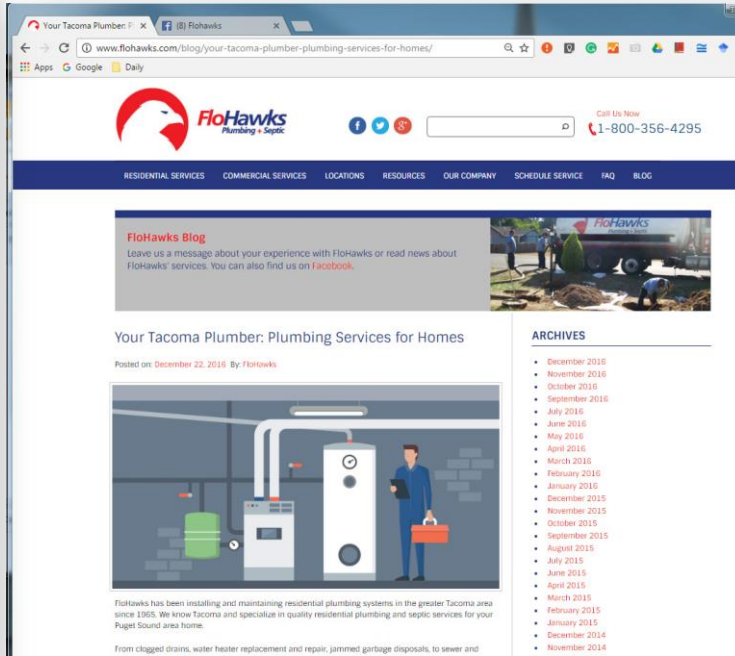 Your Tacoma Plumber: P
(8) Flohawks
www.flohawks.com/blog/your-tacoma-plumber-plumbing-services-for-homes/
Apps Google Daily
FloHawks
Plumbing + Septic
Call Us Now
1-800-356-4295
RESIDENTIAL SERVICES COMMERCIAL SERVICES LOCATIONS RESOURCES OUR COMPANY SCHEDULE SERVICE FAQ BLOG
FloHawks Blog
Leave us a message about your experience with FloHawks or read news about
FloHawks' services. You can also find us on Facebook.
FloHawks
Your Tacoma Plumber: Plumbing Services for Homes
Posted on: December 22, 2016 By: FloHawks
FloHawks has been installing and maintaining residential plumbing systems in the greater Tacoma area
since 1965. We know Tacoma and specialize in quality residential plumbing and septic services for your
Puget Sound area home.
From clogged drains, water heater replacement and repair, jammed garbage disposals, to sewer and
ARCHIVES
December 2016
November 2016
October 2016
September 2016
July 2016
June 2016
May 2016
April 2016
March 2016
February 2016
January 2016
December 2015
November 2015
October 2015
September 2015
August 2015
July 2015
June 2015
April 2015
March 2015
February 2015
January 2015
December 2014
November 2014